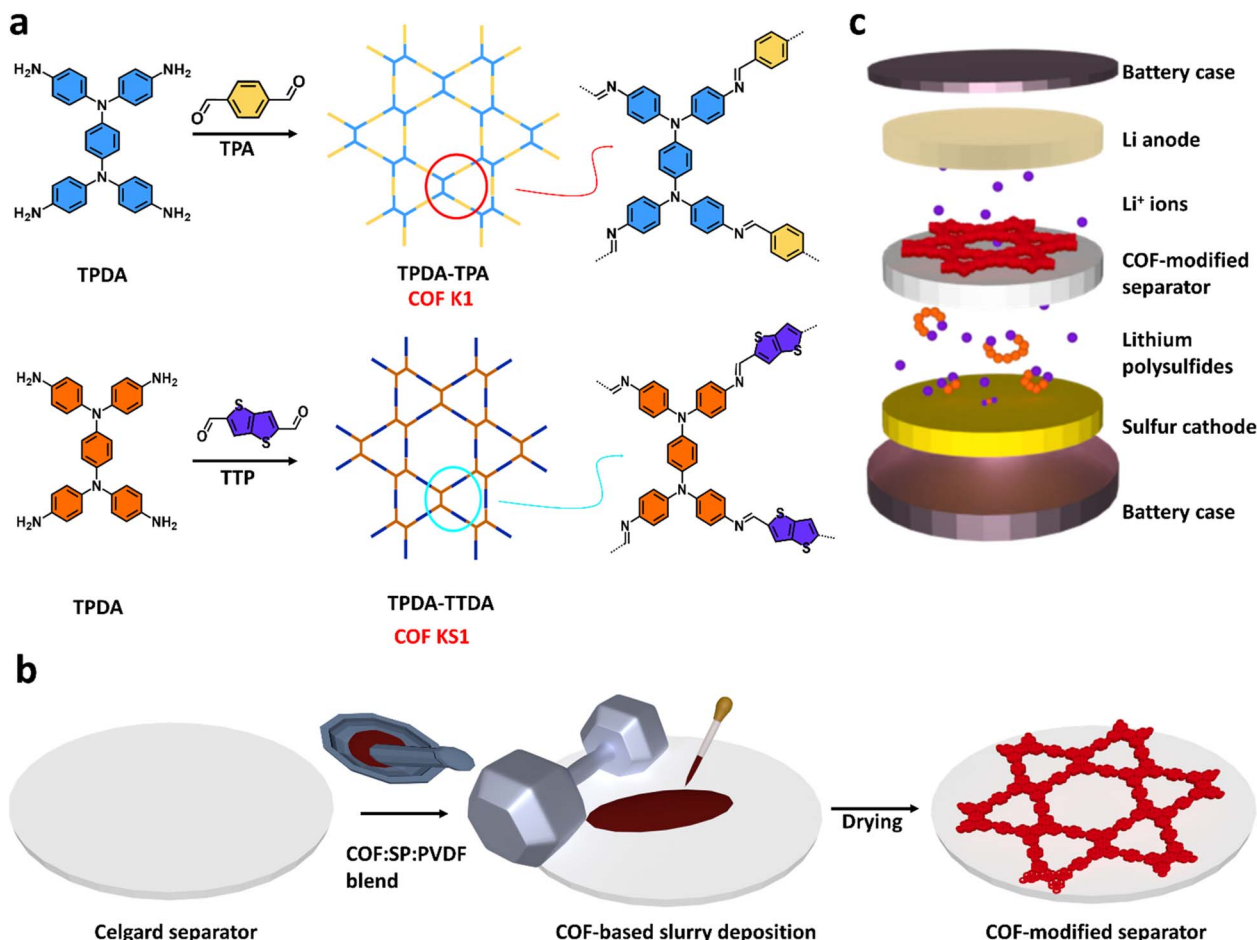 a
H₂N
NH₂
N
N
H₂N
NH₂
TPDA
O
O
TPA
TPDA-TPA
COF K1
N
N
N
N
N
N
H₂N
NH₂
N
N
H₂N
NH₂
TPDA
O
S
S
O
TTP
TPDA-TTDA
COF KS1
S
S
N
N
N
N
N
N
S
S
c
Battery case
Li anode
Li⁺ ions
COF-modified
separator
Lithium
polysulfides
Sulfur cathode
Battery case
b
Celgard separator
COF:SP:PVDF
blend
COF-based slurry deposition
Drying
COF-modified separator